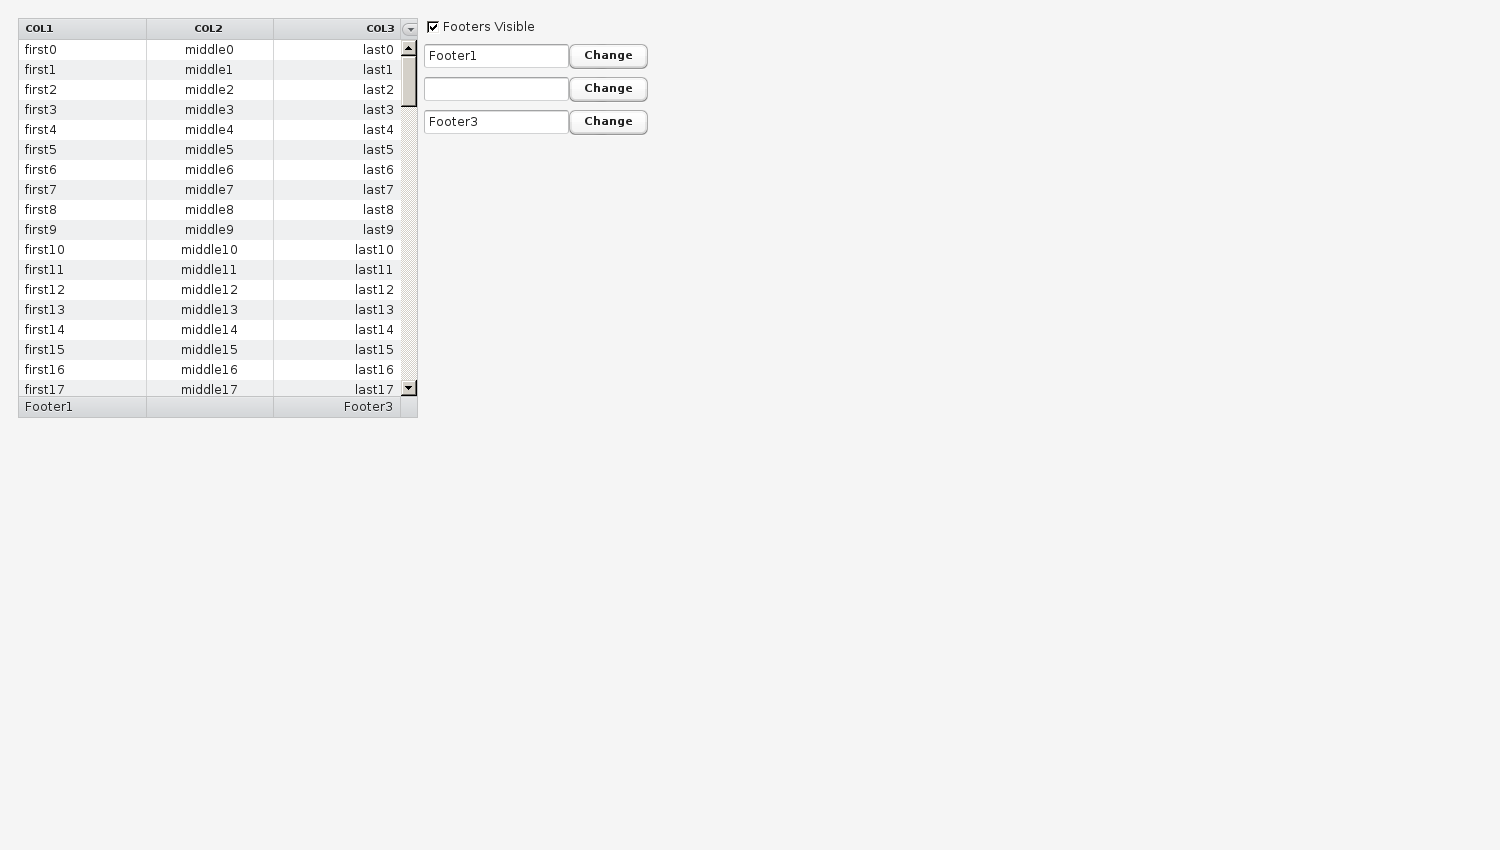 COL1 COL2 COL3
first0 middle0 last0
first1 middle1 last1
first2 middle2 last2
first3 middle3 last3
first4 middle4 last4
first5 middle5 last5
first6 middle6 last6
first7 middle7 last7
first8 middle8 last8
first9 middle9 last9
first10 middle10 last10
first11 middle11 last11
first12 middle12 last12
first13 middle13 last13
first14 middle14 last14
first15 middle15 last15
first16 middle16 last16
first17 middle17 last17
Footer1 Footer3
Footers Visible
Footer1 Change
Change
Footer3 Change